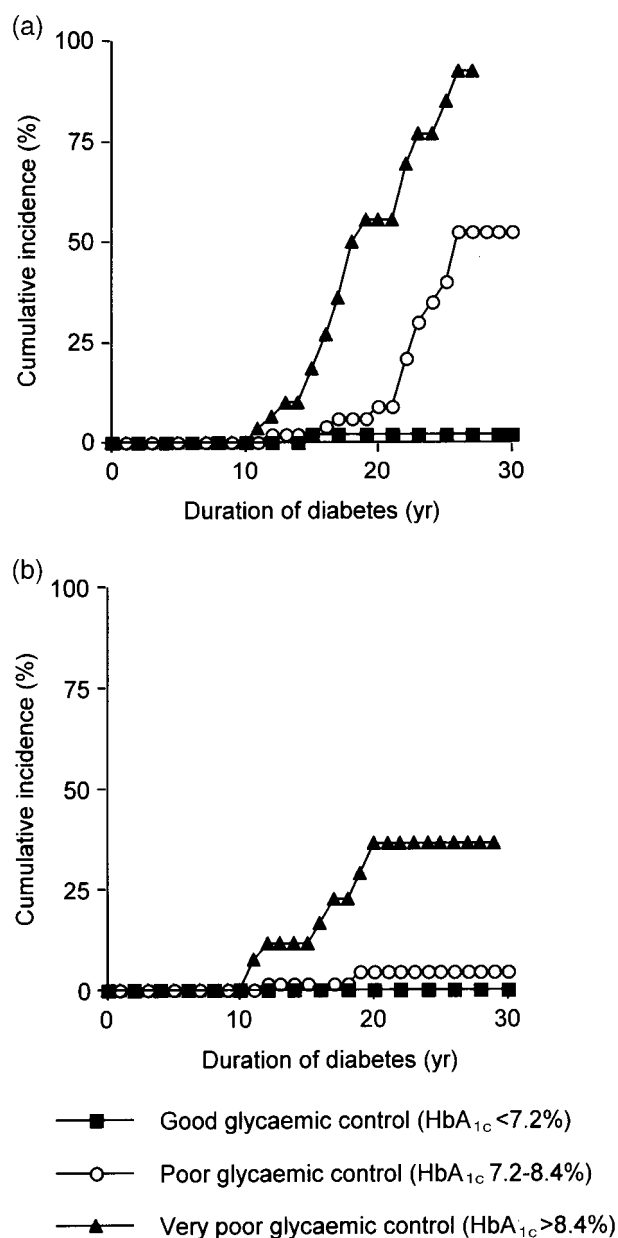 (a)
100
75
50
25
0
Cumulative incidence (%)
0 10 20 30
Duration of diabetes (yr)
(b)
100
75
50
25
0
Cumulative incidence (%)
0 10 20 30
Duration of diabetes (yr)
Good glycaemic control (HbA1c <7.2%)
Poor glycaemic control (HbA1c 7.2-8.4%)
Very poor glycaemic control (HbA1c >8.4%)